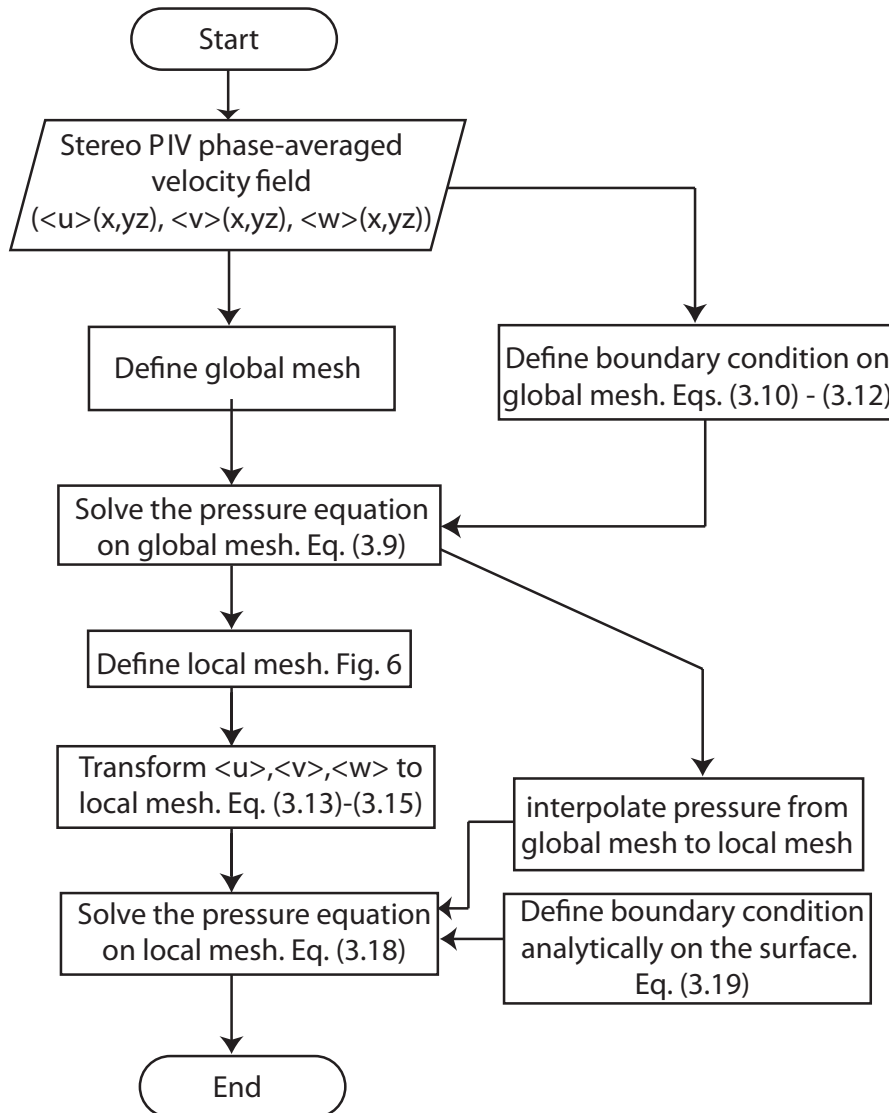 Start
Stereo PIV phase-averaged
velocity field
(<u>(x,yz), <v>(x,yz), <w>(x,yz))
Define global mesh
Define boundary condition on
global mesh. Eqs. (3.10) - (3.12)
Solve the pressure equation
on global mesh. Eq. (3.9)
Define local mesh. Fig. 6
Transform <u>,<v>,<w> to
local mesh. Eq. (3.13)-(3.15)
interpolate pressure from
global mesh to local mesh
Solve the pressure equation
on local mesh. Eq. (3.18)
Define boundary condition
analytically on the surface.
Eq. (3.19)
End